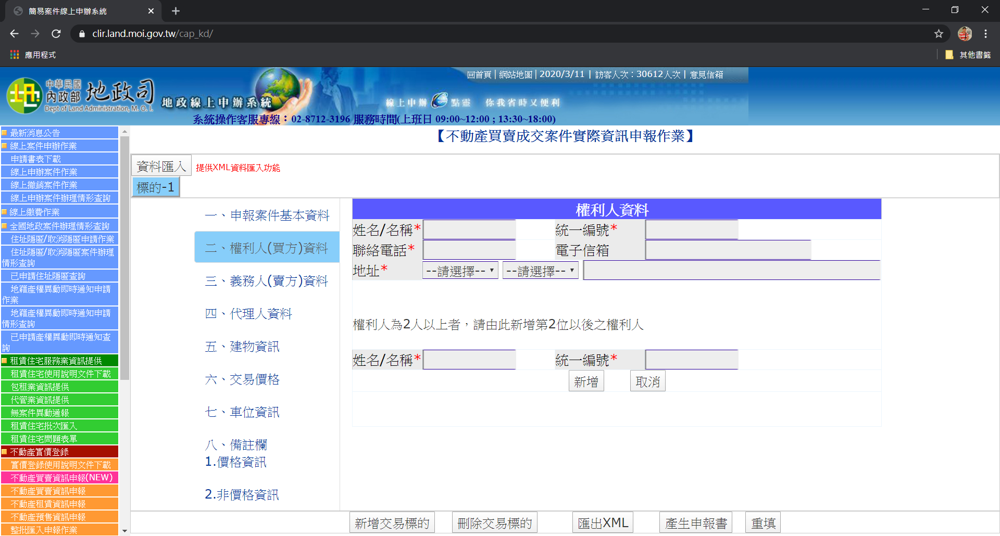 簡易案件線上申辦系統
clir.land.moi.gov.tw/cap_kd/
應用程式
其他書籤
回首頁 | 網站地圖 | 2020/3/11 | 訪客人次：30612人次 | 意見信箱
中華民國
內政部
地政司
Dept of Land Administration, M. O. I.
地政線上申辦系統
線上申辦 e 點靈 你我省時又便利
系統操作客服專線：02-8712-3196 服務時間(上班日 09:00~12:00 ; 13:30~18:00)
最新消息公告
線上案件申辦作業
申請書表下載
線上申辦案件作業
線上撤銷案件作業
線上申辦案件辦理情形查詢
線上繳費作業
全國地政案件辦理情形查詢
住址隱匿/取消隱匿申請作業
住址隱匿/取消隱匿案件辦理
情形查詢
已申請住址隱匿查詢
地籍產權異動即時通知申請
作業
地籍產權異動即時通知申請
情形查詢
已申請產權異動即時通知查
詢
租賃住宅服務業資訊提供
租賃住宅使用說明文件下載
包租業資訊提供
代管業資訊提供
無案件異動通報
租賃住宅批次匯入
租賃住宅問題表單
不動產實價登錄
實價登錄使用說明文件下載
不動產買賣資訊申報(NEW)
不動產買賣資訊申報
不動產租賃資訊申報
不動產預售資訊申報
整批匯入申報作業
【不動產買賣成交案件實際資訊申報作業】
資料匯入 提供XML資料匯入功能
標的-1
一、申報案件基本資料
二、權利人(買方)資料
三、義務人(賣方)資料
四、代理人資料
五、建物資訊
六、交易價格
七、車位資訊
八、備註欄
1.價格資訊
2.非價格資訊
權利人資料
姓名/名稱* 統一編號*
聯絡電話* 電子信箱
地址* --請選擇-- --請選擇--
權利人為2人以上者，請由此新增第2位以後之權利人
姓名/名稱* 統一編號*
新增 取消
新增交易標的 刪除交易標的 匯出XML 產生申報書 重填